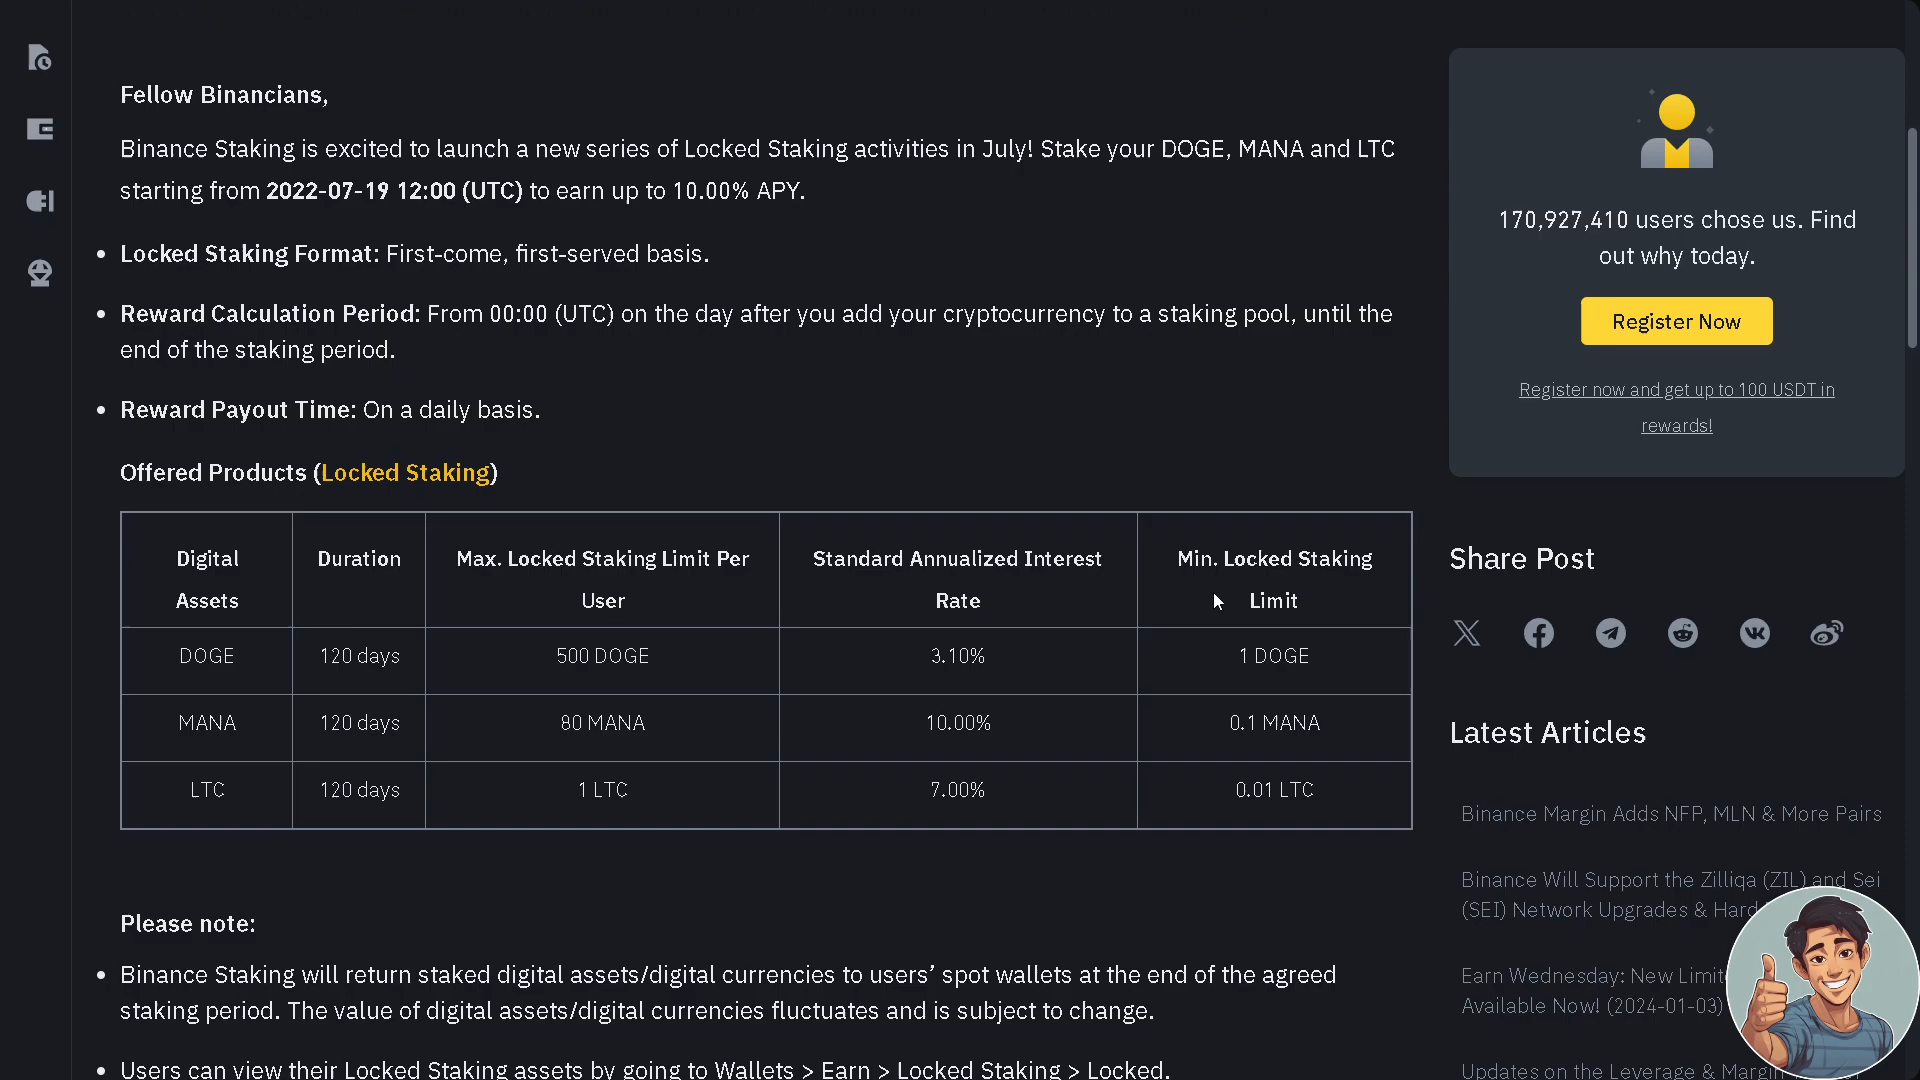 Fellow Binancians,
Binance Staking is excited to launch a new series of Locked Staking activities in July! Stake your DOGE, MANA and LTC
starting from 2022-07-19 12:00 (UTC) to earn up to 10.00% APY.
• Locked Staking Format: First-come, first-served basis.
• Reward Calculation Period: From 00:00 (UTC) on the day after you add your cryptocurrency to a staking pool, until the
end of the staking period.
• Reward Payout Time: On a daily basis.
Offered Products (Locked Staking)
Digital Assets | Duration | Max. Locked Staking Limit Per User | Standard Annualized Interest Rate | Min. Locked Staking Limit
DOGE | 120 days | 500 DOGE | 3.10% | 1 DOGE
MANA | 120 days | 80 MANA | 10.00% | 0.1 MANA
LTC | 120 days | 1 LTC | 7.00% | 0.01 LTC
Please note:
• Binance Staking will return staked digital assets/digital currencies to users’ spot wallets at the end of the agreed
staking period. The value of digital assets/digital currencies fluctuates and is subject to change.
• Users can view their Locked Staking assets by going to Wallets > Earn > Locked Staking > Locked.
170,927,410 users chose us. Find
out why today.
Register Now
Register now and get up to 100 USDT in
rewards!
Share Post
Latest Articles
Binance Margin Adds NFP, MLN & More Pairs
Binance Will Support the Zilliqa (ZIL) and Sei
(SEI) Network Upgrades & Hard
Earn Wednesday: New
Available Now! (2024-01-03)
Updates on the Leverage &